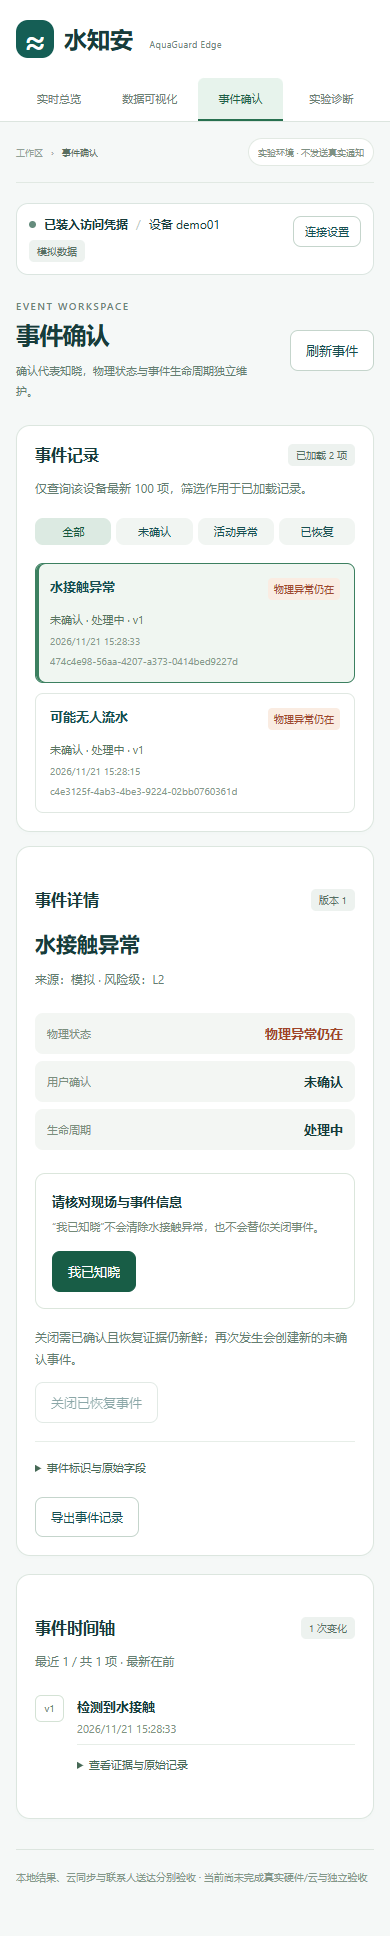 水知安 AquaGuard Edge
实时总览 数据可视化 事件确认 实验诊断
工作区 › 事件确认 实验环境 · 不发送真实通知
已装入访问凭据 / 设备 demo01
连接设置
模拟数据
EVENT WORKSPACE
事件确认
刷新事件
确认代表知晓，物理状态与事件生命周期独立维
护。
事件记录 已加载 2 项
仅查询该设备最新 100 项，筛选作用于已加载记录。
全部 未确认 活动异常 已恢复
水接触异常 物理异常仍在
未确认 · 处理中 · v1
2026/11/21 15:28:33
474c4e98-56aa-4207-a373-0414bed9227d
可能无人流水 物理异常仍在
未确认 · 处理中 · v1
2026/11/21 15:28:15
c4e3125f-4ab3-4be3-9224-02bb0760361d
事件详情 版本 1
水接触异常
来源：模拟 · 风险级：L2
物理状态 物理异常仍在
用户确认 未确认
生命周期 处理中
请核对现场与事件信息
“我已知晓”不会清除水接触异常，也不会替你关闭事件。
我已知晓
关闭需已确认且恢复证据仍新鲜；再次发生会创建新的未确
认事件。
关闭已恢复事件
▶ 事件标识与原始字段
导出事件记录
事件时间轴 1 次变化
最近 1 / 共 1 项 · 最新在前
v1 检测到水接触
2026/11/21 15:28:33
▶ 查看证据与原始记录
本地结果、云同步与联系人送达分别验收 · 当前尚未完成真实硬件/云与独立验收